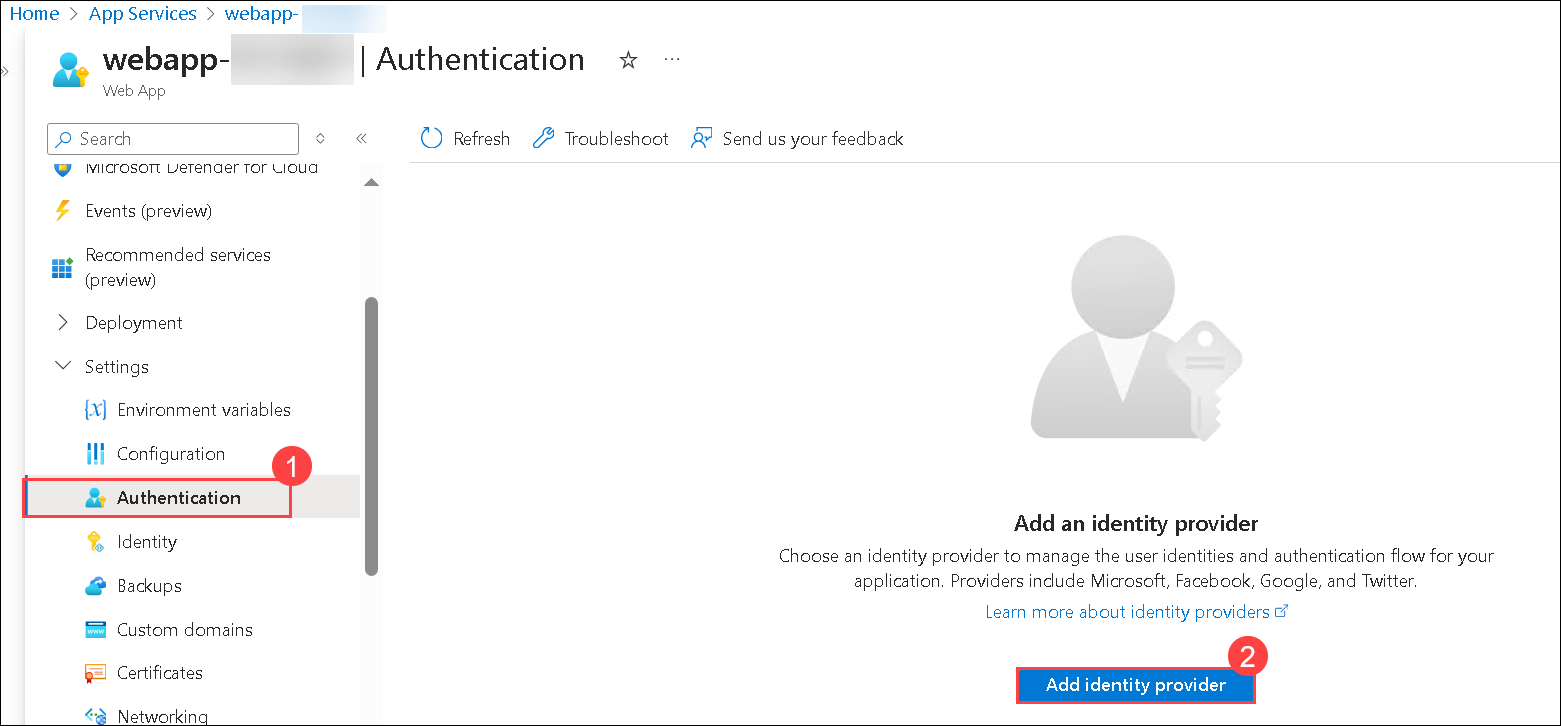 Home > App Services > webapp-
webapp- | Authentication
Web App
Search
Refresh Troubleshoot Send us your feedback
Microsoft Defender for Cloud
Events (preview)
Recommended services
(preview)
Deployment
Settings
Environment variables
Configuration
1
Authentication
Identity
Backups
Custom domains
Certificates
Networking
Add an identity provider
Choose an identity provider to manage the user identities and authentication flow for your
application. Providers include Microsoft, Facebook, Google, and Twitter.
Learn more about identity providers
2
Add identity provider